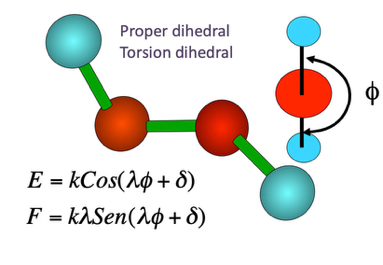 Proper dihedral
Torsion dihedral
ϕ
E = kCos(λϕ + δ)
F = kλSen(λϕ + δ)